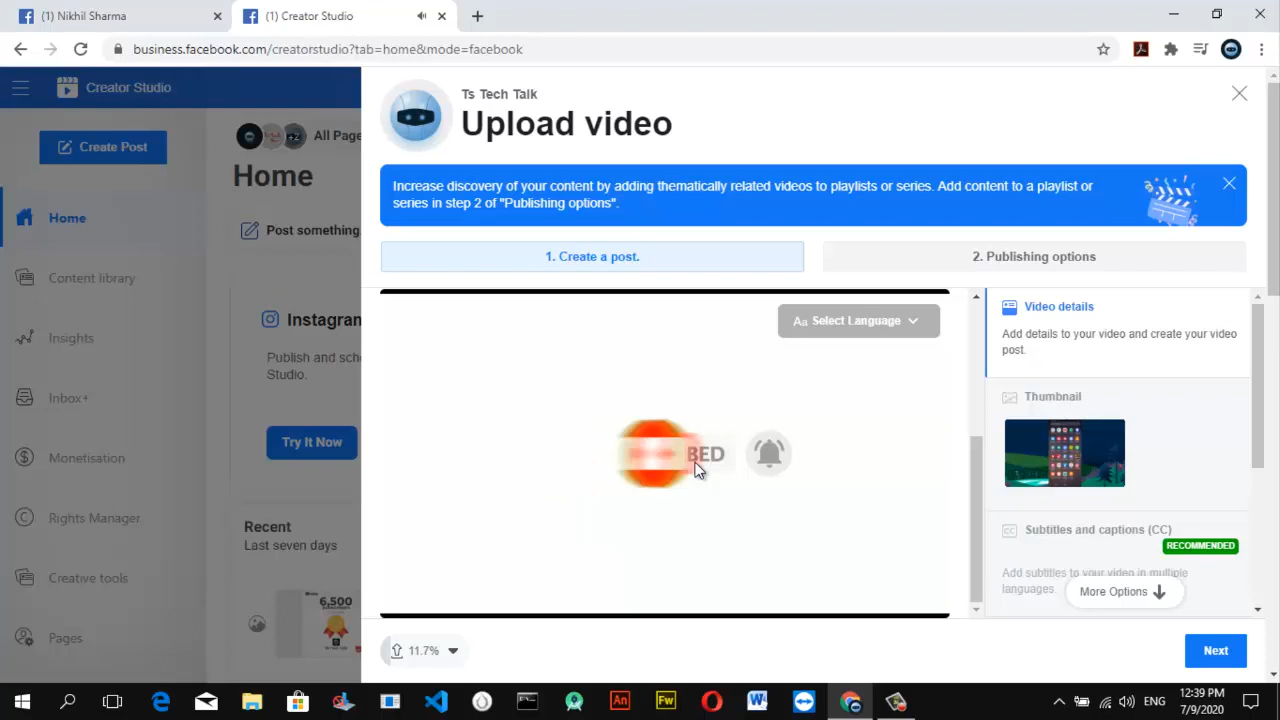 (1) Nikhil Sharma
(1) Creator Studio
business.facebook.com/creatorstudio?tab=home&mode=facebook
Creator Studio
Create Post
Home
Content library
Insights
Inbox+
Monetisation
Rights Manager
Creative tools
Pages
All Page
Home
Post something
Instagram
Publish and sche
Studio.
Try It Now
Recent
Last seven days
6,500
Ts Tech Talk
Upload video
Increase discovery of your content by adding thematically related videos to playlists or series. Add content to a playlist or
series in step 2 of "Publishing options".
1. Create a post.
2. Publishing options
Aa Select Language
BED
Video details
Add details to your video and create your video
post.
Thumbnail
CC Subtitles and captions (CC)
RECOMMENDED
Add subtitles to your video in multiple
languages.
More Options
11.7%
Next
An
Fw
W
ENG
12:39 PM
7/9/2020